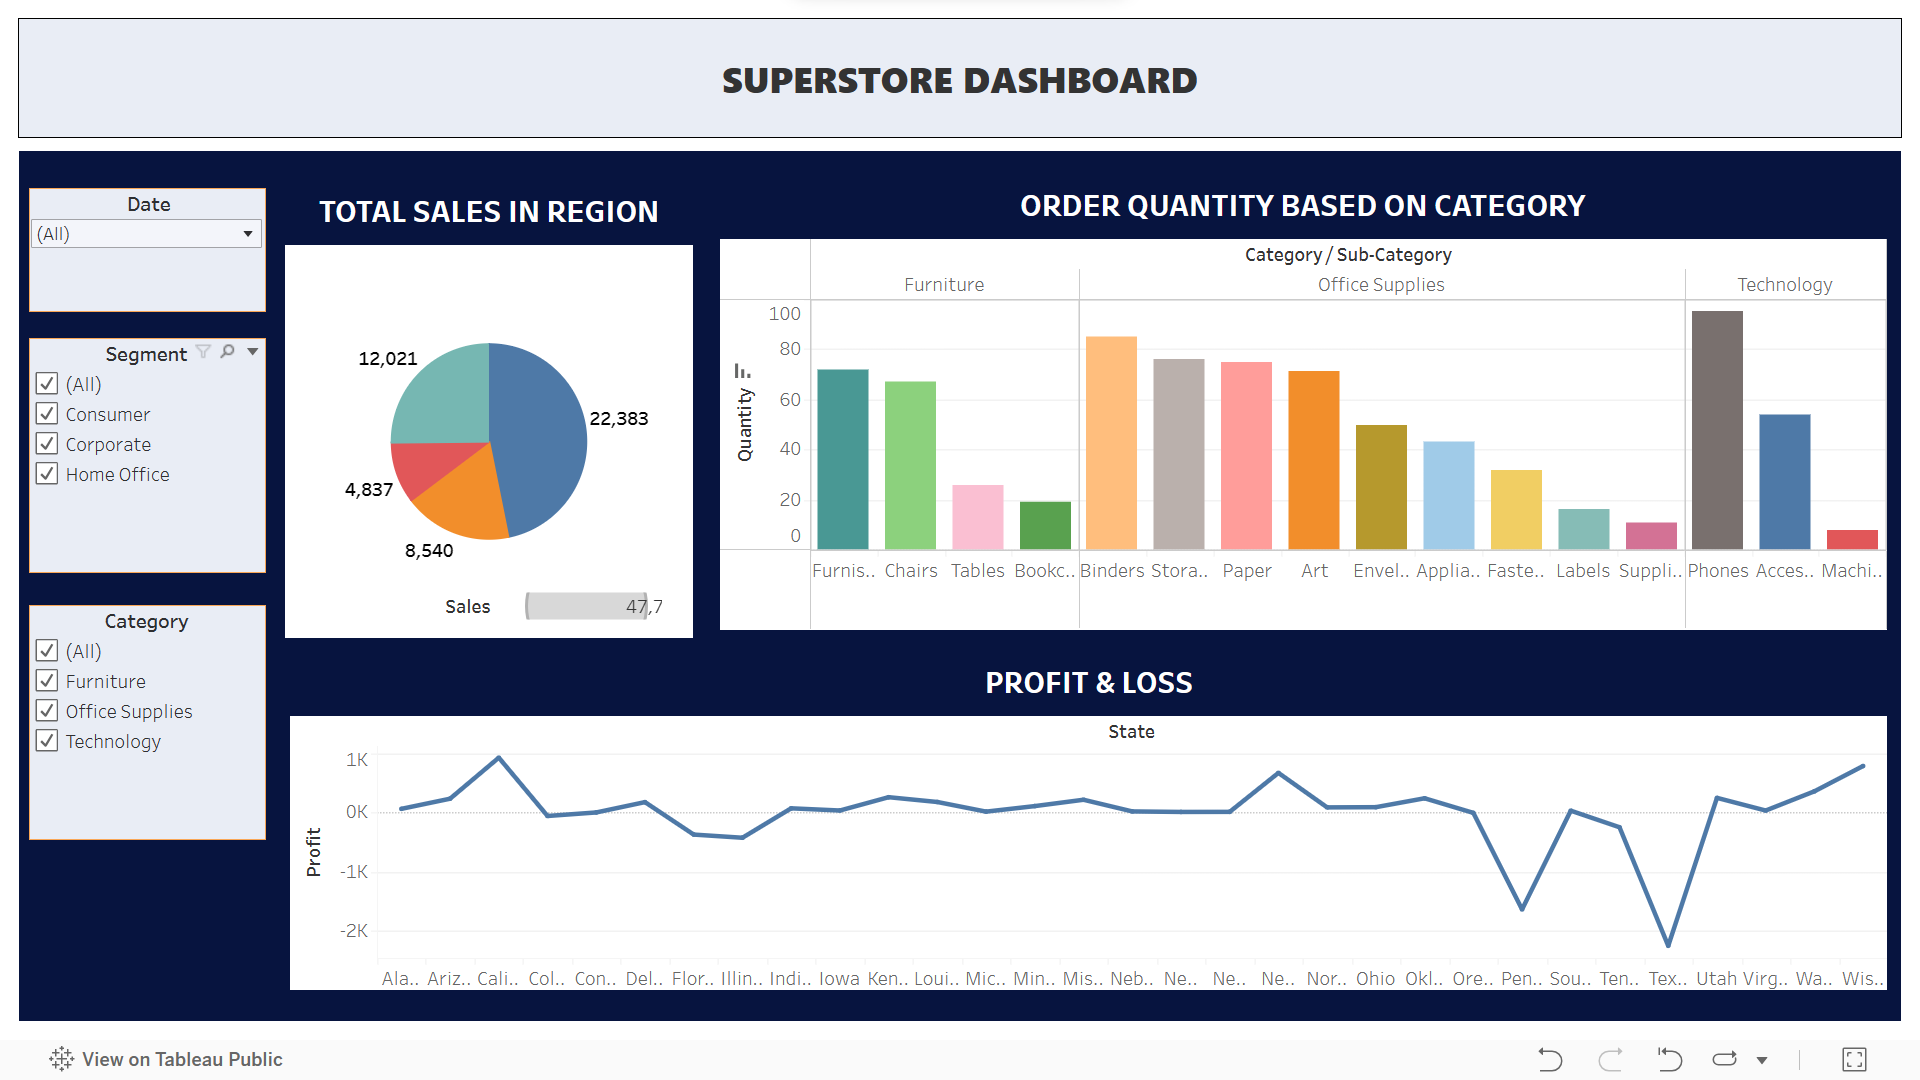 SUPERSTORE DASHBOARD
Date
(All)
Segment
(All)
Consumer
Corporate
Home Office
Category
(All)
Furniture
Office Supplies
Technology
TOTAL SALES IN REGION
12,021
22,383
4,837
8,540
Sales 47,7
ORDER QUANTITY BASED ON CATEGORY
Category / Sub-Category
Furniture Office Supplies Technology
Quantity
100
80
60
40
20
0
Furnis.. Chairs Tables Bookc.. Binders Stora.. Paper Art Envel.. Applia.. Faste.. Labels Suppli.. Phones Acces.. Machi..
PROFIT & LOSS
State
Profit
1K
0K
-1K
-2K
Ala.. Ariz.. Cali.. Col.. Con.. Del.. Flor.. Illin.. Indi.. Iowa Ken.. Loui.. Mic.. Min.. Mis.. Neb.. Ne.. Ne.. Ne.. Nor.. Ohio Okl.. Ore.. Pen.. Sou.. Ten.. Tex.. Utah Virg.. Wa.. Wis..
View on Tableau Public